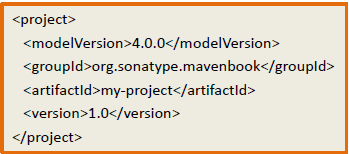 <project>
<modelVersion>4.0.0</modelVersion>
<groupId>org.sonatype.mavenbook</groupId>
<artifactId>my-project</artifactId>
<version>1.0</version>
</project>